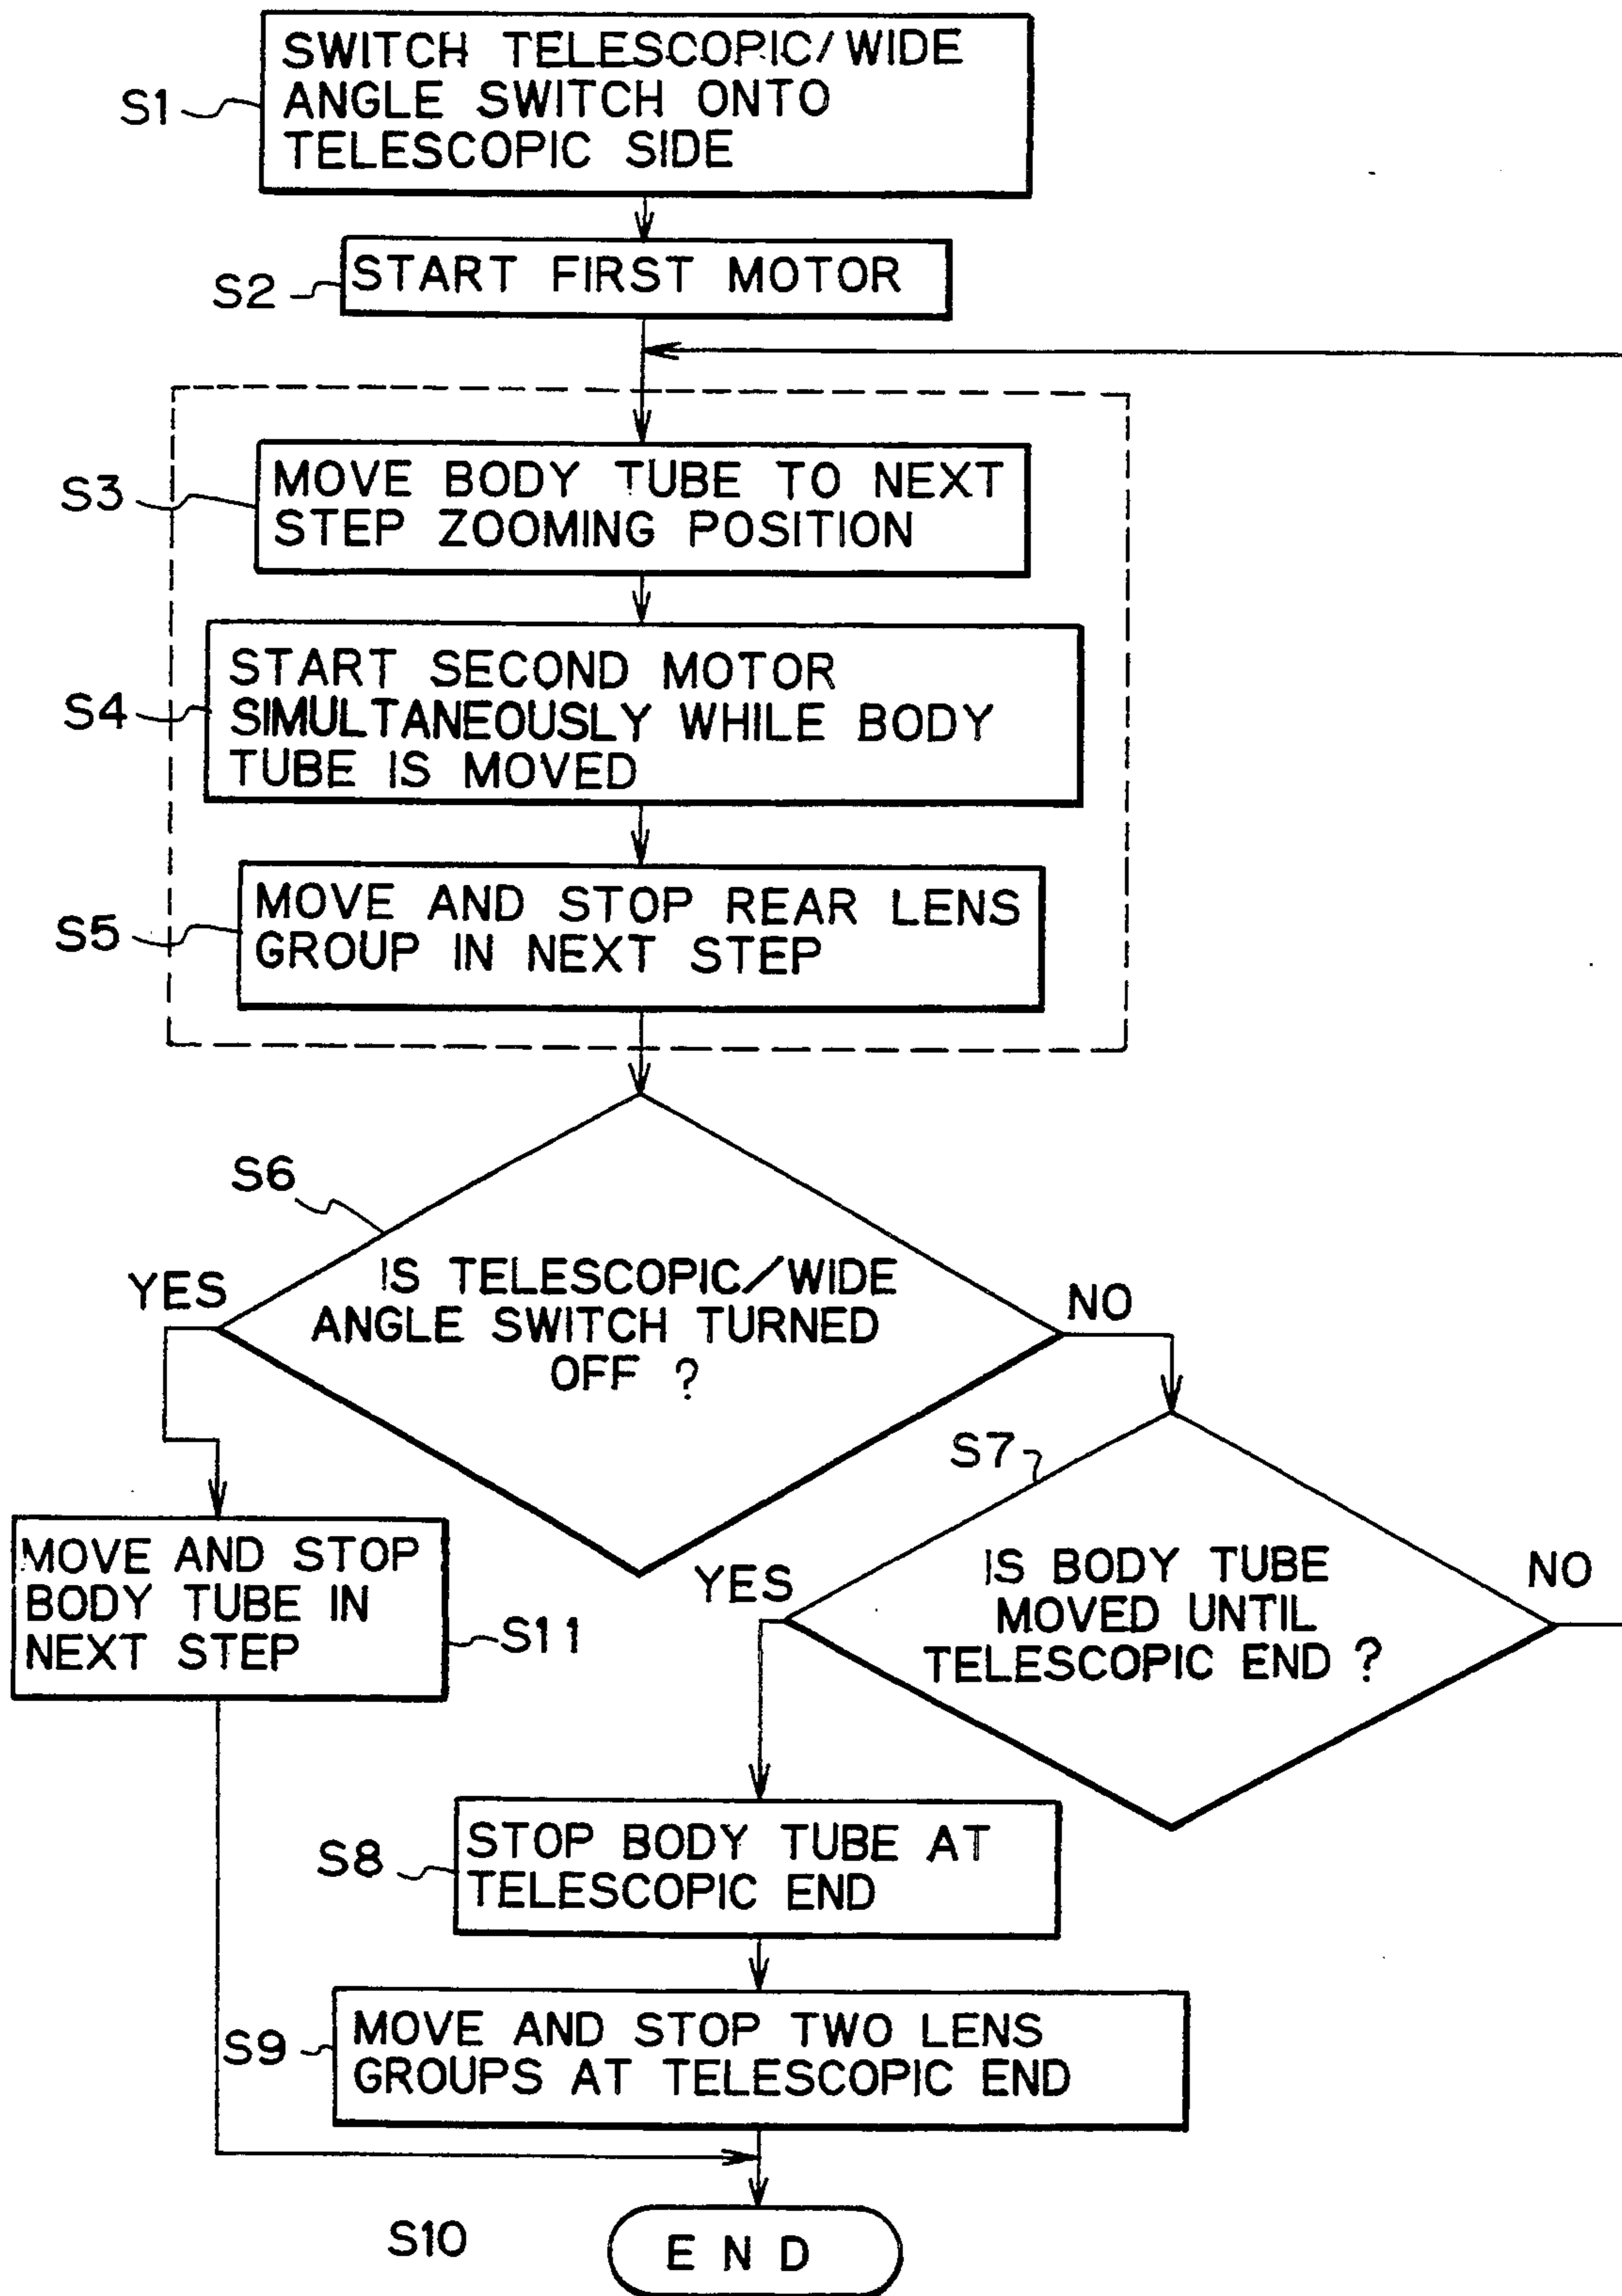 SWITCH TELESCOPIC/WIDE
ANGLE SWITCH ONTO
TELESCOPIC SIDE
S1
START FIRST MOTOR
S2
MOVE BODY TUBE TO NEXT
STEP ZOOMING POSITION
S3
START SECOND MOTOR
SIMULTANEOUSLY WHILE BODY
TUBE IS MOVED
S4
MOVE AND STOP REAR LENS
GROUP IN NEXT STEP
S5
S6
IS TELESCOPIC/WIDE
ANGLE SWITCH TURNED
OFF ?
YES
NO
S7
IS BODY TUBE
MOVED UNTIL
TELESCOPIC END ?
YES
NO
MOVE AND STOP
BODY TUBE IN
NEXT STEP
S11
STOP BODY TUBE AT
TELESCOPIC END
S8
MOVE AND STOP TWO LENS
GROUPS AT TELESCOPIC END
S9
S10
END